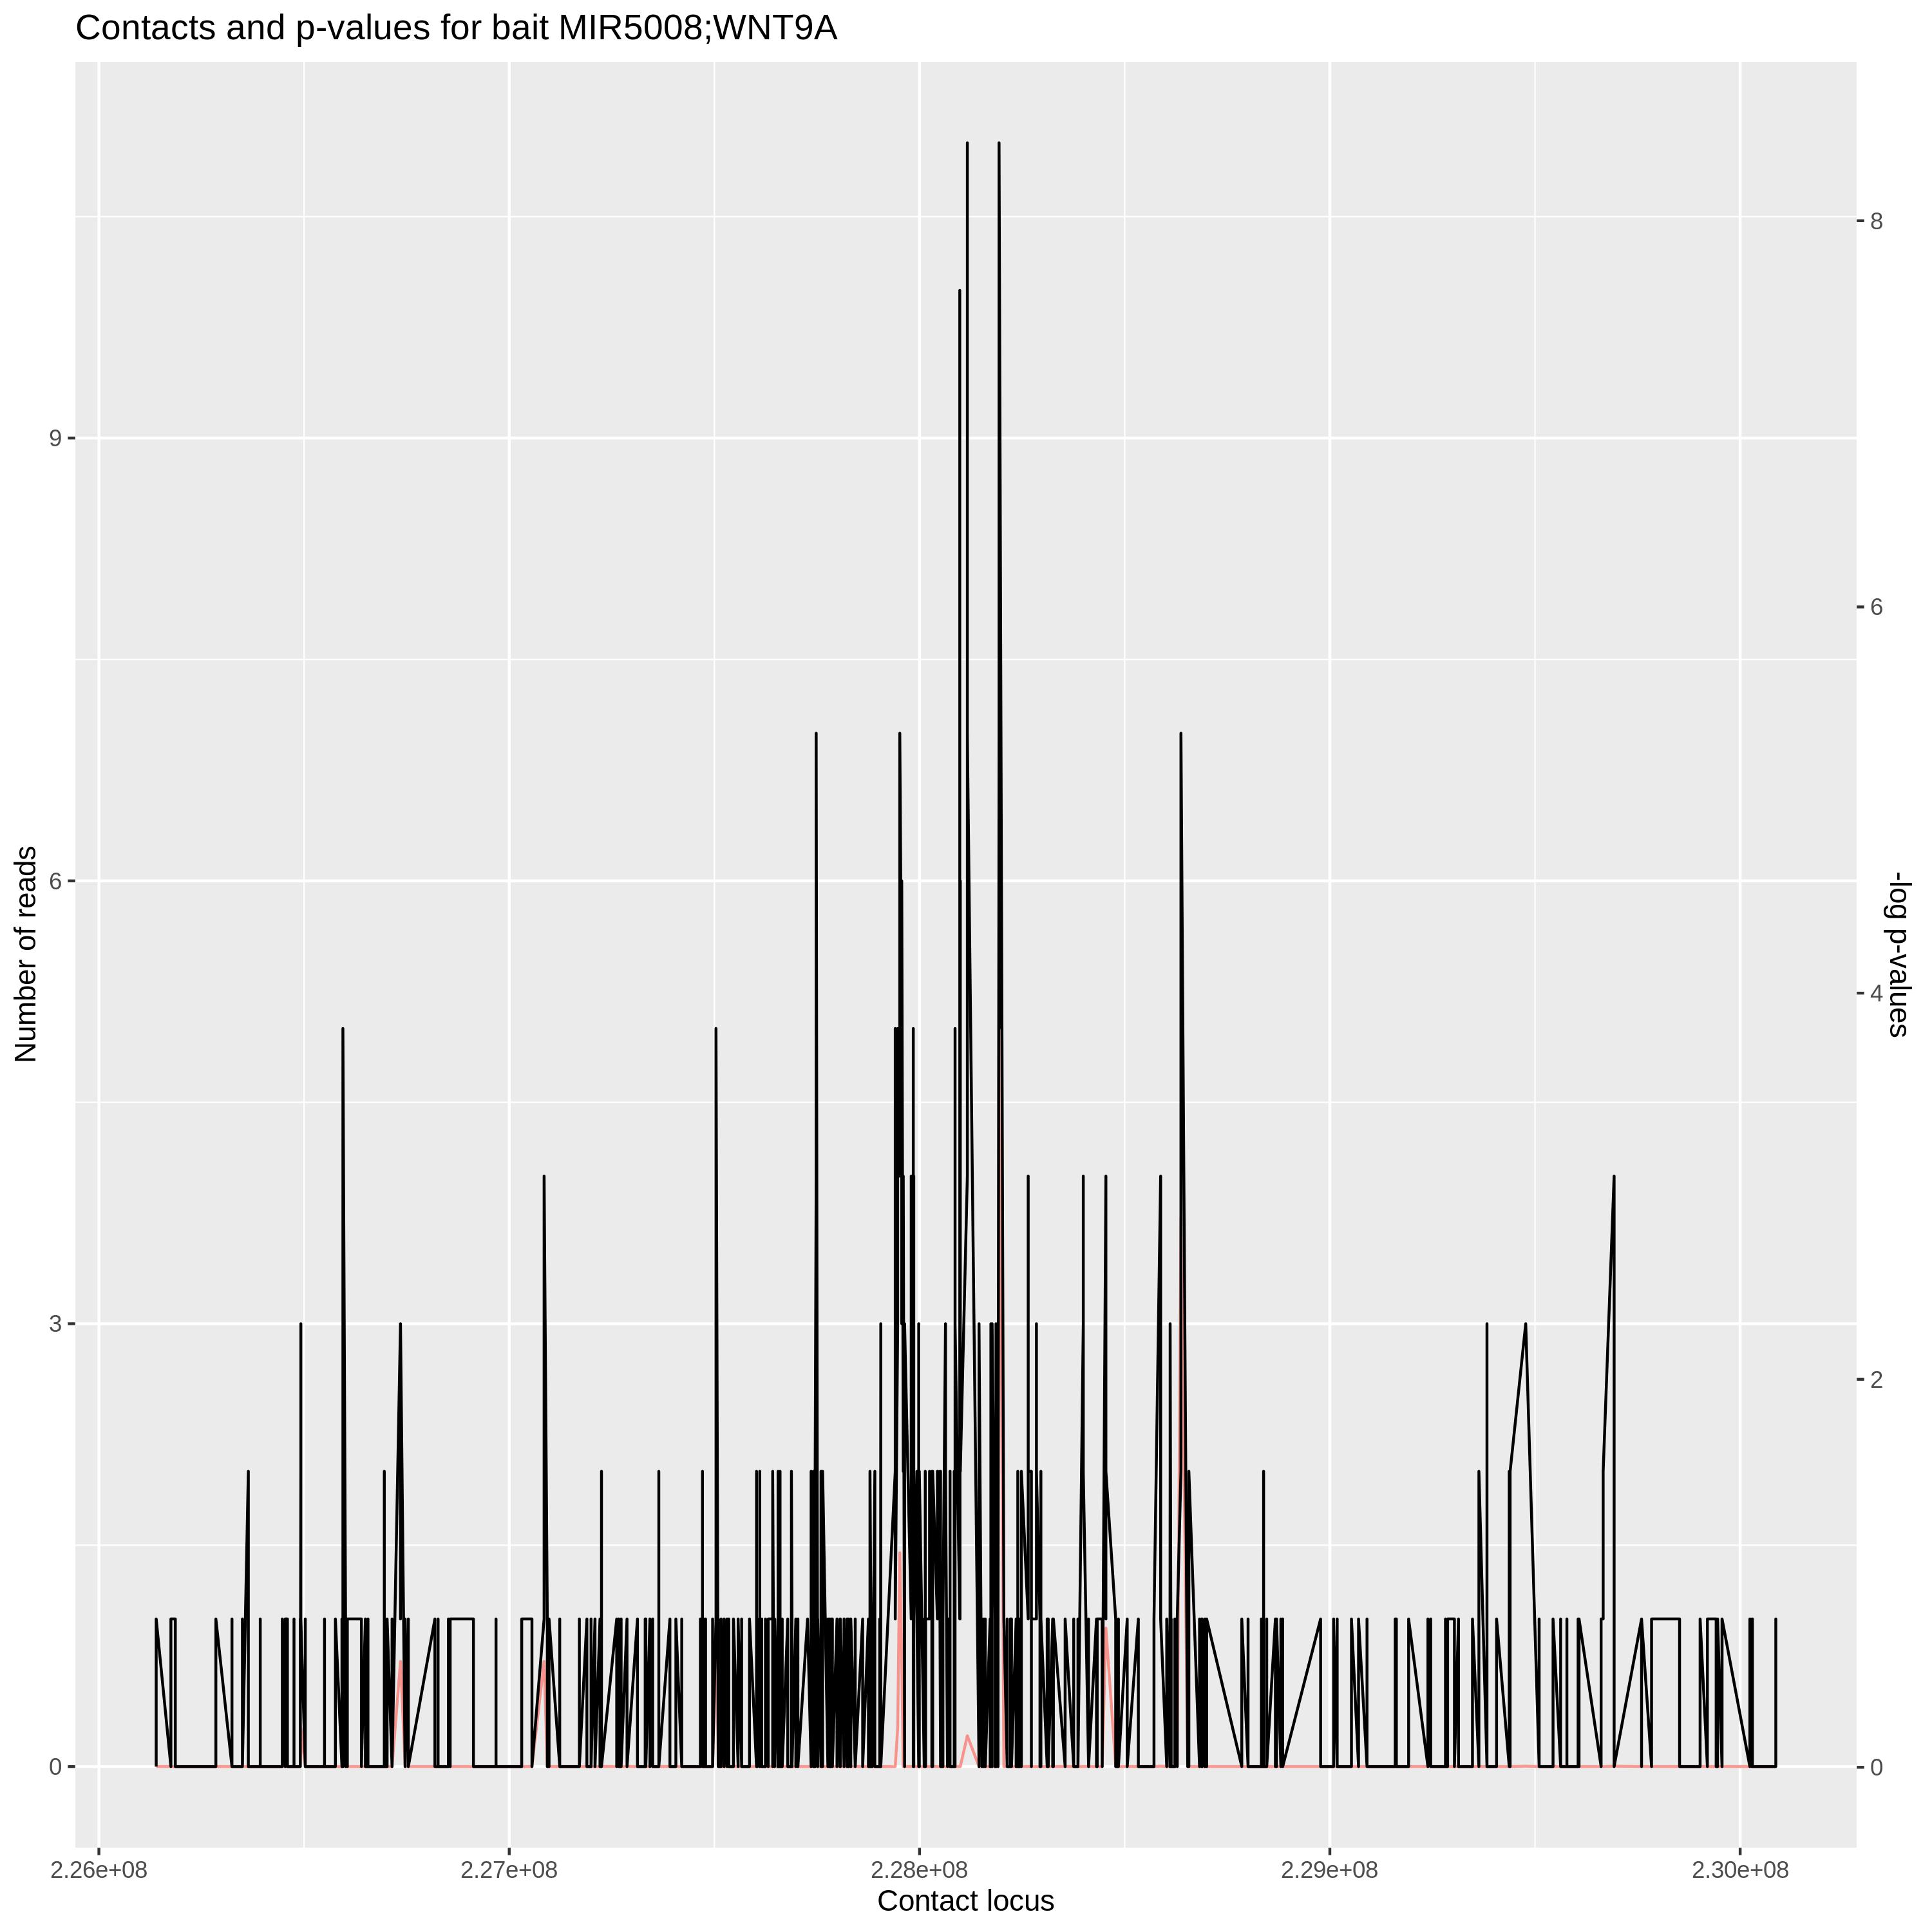 Contacts and p-values for bait MIR5008;WNT9A
Number of reads
9
6
3
0
8
6
4
2
0
-log p-values
2.26e+08
2.27e+08
2.28e+08
2.29e+08
2.30e+08
Contact locus